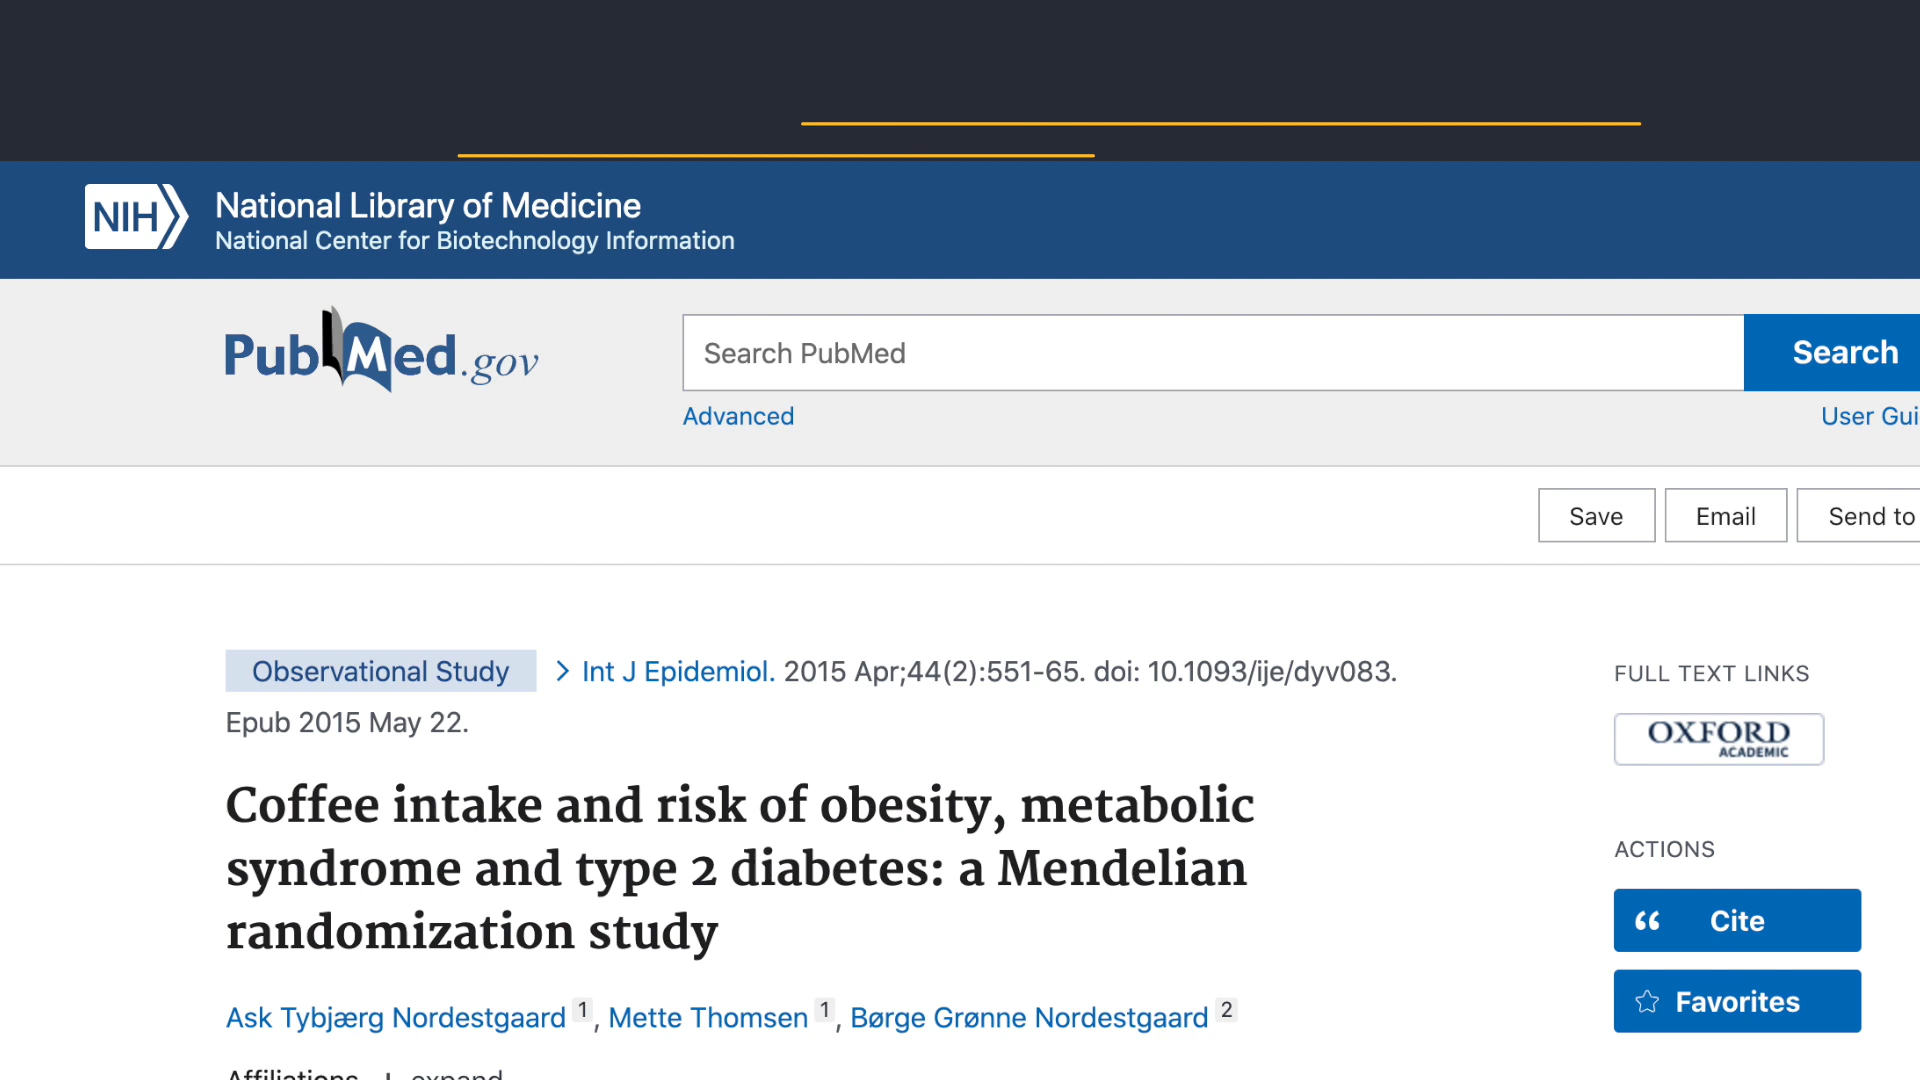 NIH
National Library of Medicine
National Center for Biotechnology Information
PubMed.gov
Search PubMed
Search
Advanced
User Gui
Save
Email
Send to
Observational Study
Int J Epidemiol. 2015 Apr;44(2):551-65. doi: 10.1093/ije/dyv083.
Epub 2015 May 22.
Coffee intake and risk of obesity, metabolic
syndrome and type 2 diabetes: a Mendelian
randomization study
Ask Tybjærg Nordestgaard 1, Mette Thomsen 1, Børge Grønne Nordestgaard 2
Affiliations expand
FULL TEXT LINKS
OXFORD
ACADEMIC
ACTIONS
Cite
Favorites